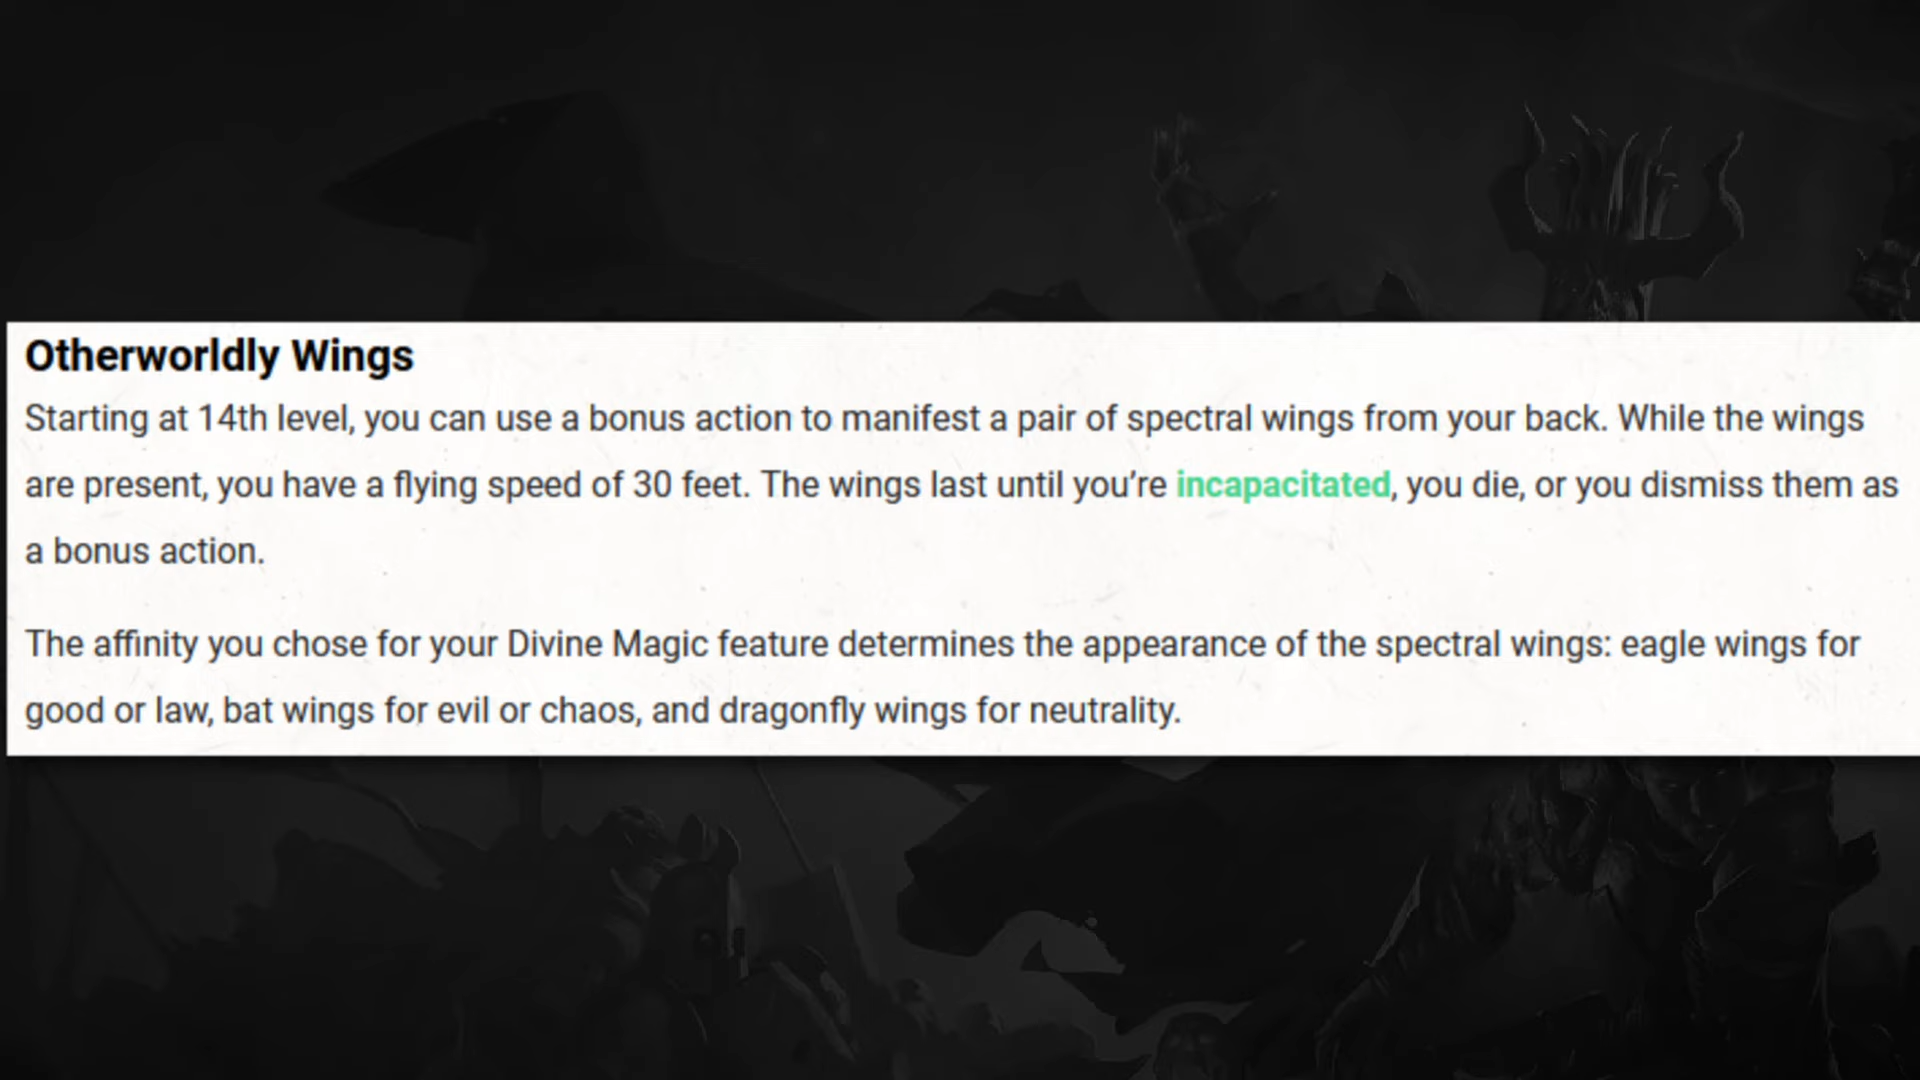 Otherworldly Wings
Starting at 14th level, you can use a bonus action to manifest a pair of spectral wings from your back. While the wings
are present, you have a flying speed of 30 feet. The wings last until you’re incapacitated, you die, or you dismiss them as
a bonus action.
The affinity you chose for your Divine Magic feature determines the appearance of the spectral wings: eagle wings for
good or law, bat wings for evil or chaos, and dragonfly wings for neutrality.